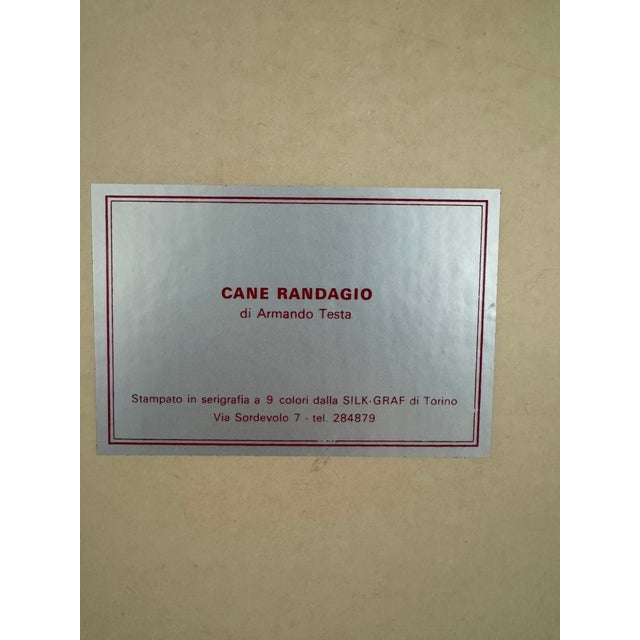 CANE RANDAGIO
di Armando Testa
Stampato in serigrafia a 9 colori dalla SILK-GRAF di Torino
Via Sordevolo 7 - tel. 284879